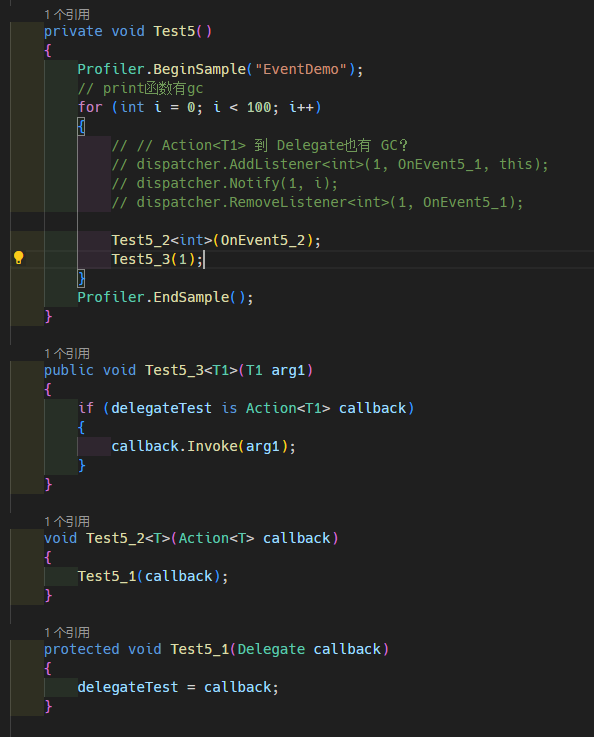 1 个引用
private void Test5()
{
Profiler.BeginSample("EventDemo");
// print函数有gc
for (int i = 0; i < 100; i++)
{
// // Action<T1> 到 Delegate也有 GC?
// dispatcher.AddListener<int>(1, OnEvent5_1, this);
// dispatcher.Notify(1, i);
// dispatcher.RemoveListener<int>(1, OnEvent5_1);
Test5_2<int>(OnEvent5_2);
Test5_3(1);
}
Profiler.EndSample();
}
1 个引用
public void Test5_3<T1>(T1 arg1)
{
if (delegateTest is Action<T1> callback)
{
callback.Invoke(arg1);
}
}
1 个引用
void Test5_2<T>(Action<T> callback)
{
Test5_1(callback);
}
1 个引用
protected void Test5_1(Delegate callback)
{
delegateTest = callback;
}